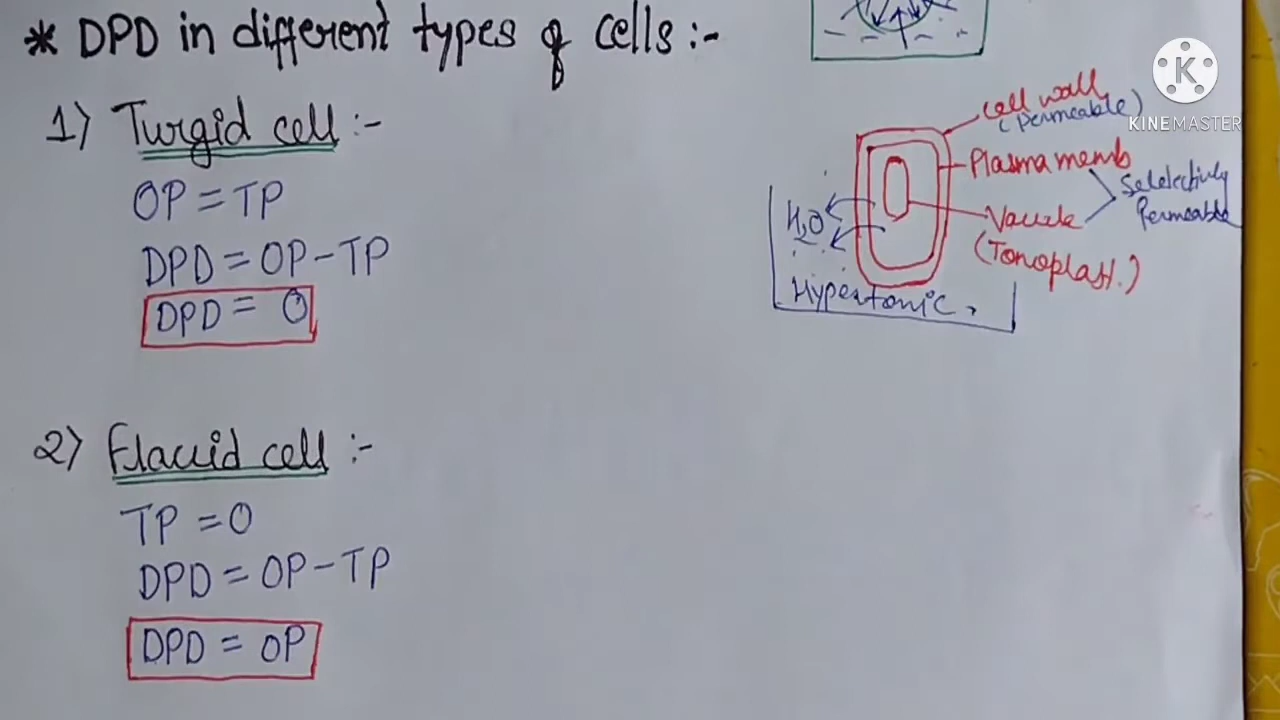 * DPD in different types of cells :-
1) Turgid cell :-
OP = TP
DPD = OP - TP
DPD = 0
2) Flaccid cell :-
TP = 0
DPD = OP - TP
DPD = OP
K
KINEMASTER
cell wall
(Permeable)
Plasma memb
Vacuole
(Tonoplast.)
Selectively
Permeable
H₂O
Hypertonic